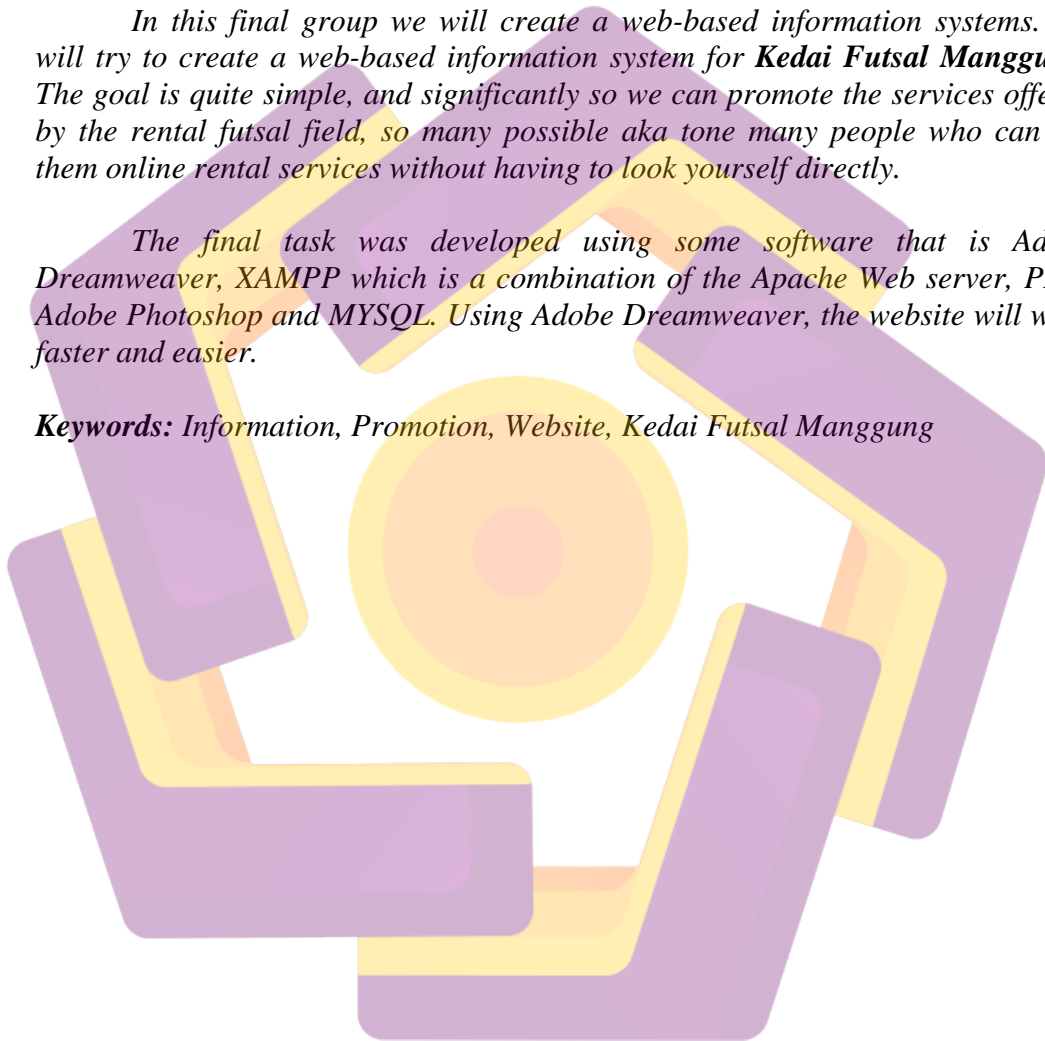 In this final group we will create a web-based information systems.
will try to create a web-based information system for Kedai Futsal
The goal is quite simple, and significantly so we can promote the services
by the rental futsal field, so many possible aka tone many people who can
them online rental services without having to look yourself directly.
The final task was developed using some software that is
Dreamweaver, XAMPP which is a combination of the Apache Web server,
Adobe Photoshop and MYSQL. Using Adobe Dreamweaver, the website will
faster and easier.
Keywords: Information, Promotion, Website, Kedai Futsal Manggung